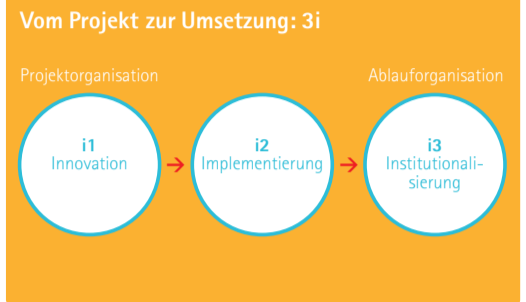 Vom Projekt zur Umsetzung: 3i
Projektorganisation
Ablauforganisation
i1
Innovation
i2
Implementierung
i3
Institutionali-
sierung